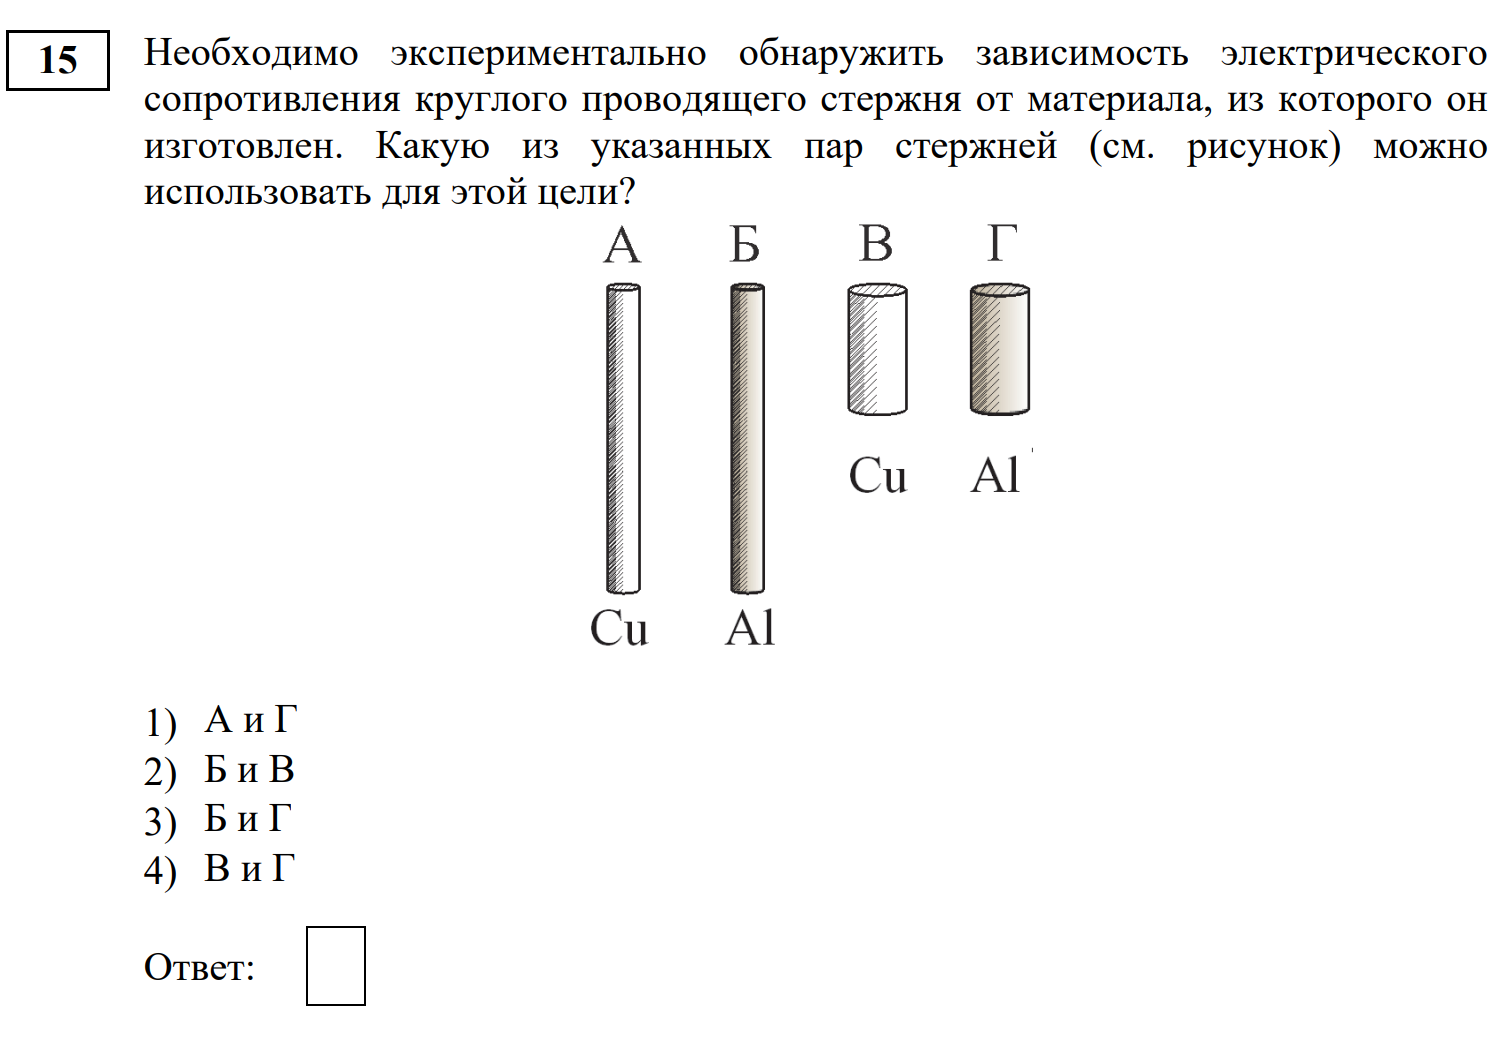 15
Необходимо экспериментально обнаружить зависимость электрического
сопротивления круглого проводящего стержня от материала, из которого он
изготовлен. Какую из указанных пар стержней (см. рисунок) можно
использовать для этой цели?
А Б В Г
Cu Al
Cu Al
1) А и Г
2) Б и В
3) Б и Г
4) В и Г
Ответ: